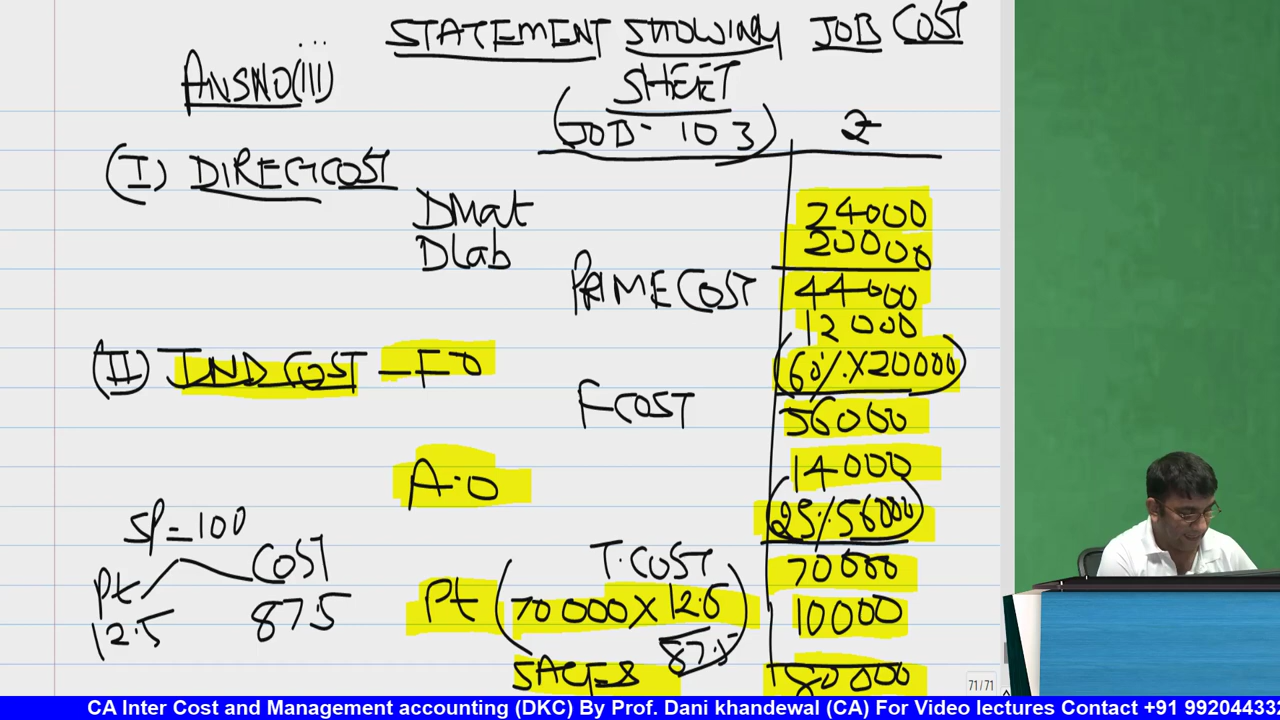 STATEMENT SHOWING JOB COST
SHEET
ANSNO(III)
(JOB- 103)
₹
(I) DIRECT COST
DMat 24000
DLab 20000
PRIME COST 44000
12000
(II) IND COST - FO (60% X 20000)
F COST 56000
A.O 14000
(25% 56000)
SP = 100
T. COST 70000
Pt COST
12.5 87.5
Pt (70000 X 12.5 10000
87.5)
SALES 80000
71 / 71
CA Inter Cost and Management accounting (DKC) By Prof. Dani khandewal (CA) For Video lectures Contact +91 992044332